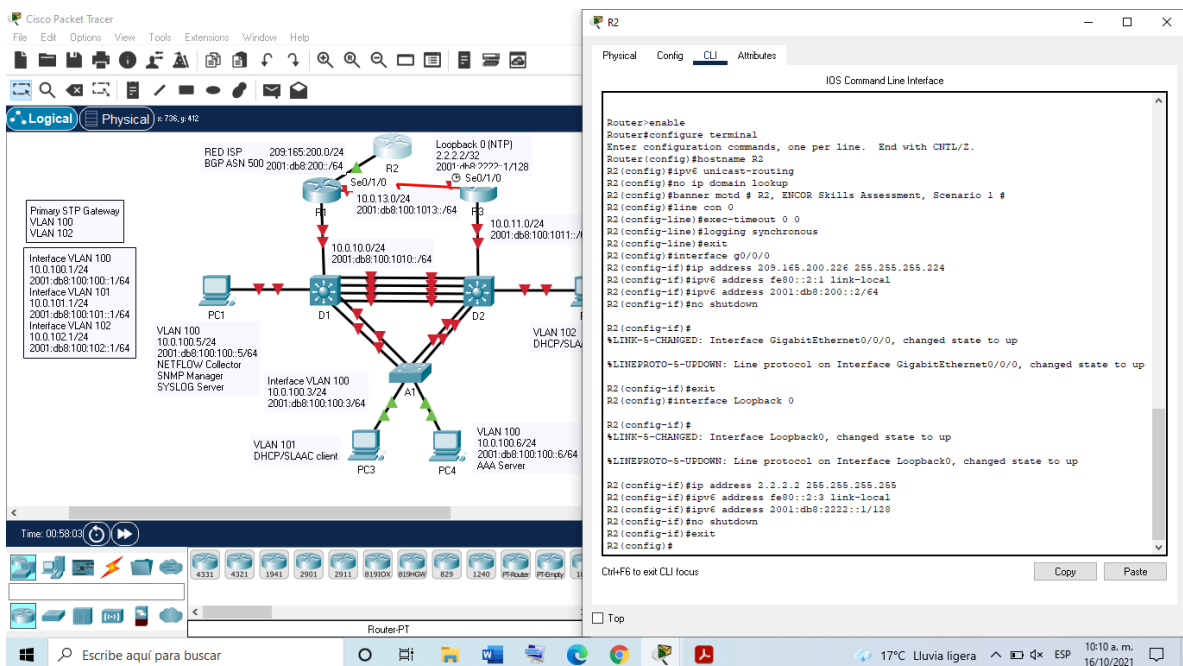 Cisco Packet Tracer
File Edit Options View Tools Extensions Window Help
Logical Physical x: 736, y: 412
RED ISP 209:165:200.0/24
BGP ASN 500 2001:db8:200::/64
Loopback 0 (NTP)
2.2.2.2/32
2001:db8:2222::1/128
R2
Se0/1/0
Se0/1/0
R1
10.0.13.0/24
2001:db8:100:1013::/64
Primary STP Gateway
VLAN 100
VLAN 102
10.0.11.0/24
2001:db8:100:1011::/
10.0.10.0/24
2001:db8:100:1010::/64
Interface VLAN 100
10.0.100.1/24
2001:db8:100:100::1/64
Interface VLAN 101
10.0.101.1/24
2001:db8:100:101::1/64
Interface VLAN 102
10.0.102.1/24
2001:db8:100:102::1/64
PC1
D1
D2
VLAN 100
10.0.100.5/24
2001:db8:100:100::5/64
NETFLOW Collector
SNMP Manager
SYSLOG Server
VLAN 102
DHCP/SLAA
Interface VLAN 100
10.0.100.3/24
2001:db8:100:100:3/64
A1
VLAN 101
DHCP/SLAAC client
PC3
PC4
VLAN 100
10.0.100.6/24
2001:db8:100:100::6/64
AAA Server
Time: 00:58:03
4331 4321 1941 2901 2911 819IOX 819HGW 829 1240 PT-Router PT-Empty
Router-PT
R2
Physical Config CLI Attributes
IOS Command Line Interface
Router>enable
Router#configure terminal
Enter configuration commands, one per line. End with CNTL/Z.
Router(config)#hostname R2
R2(config)#ipv6 unicast-routing
R2(config)#no ip domain lookup
R2(config)#banner motd # R2, ENCOR Skills Assessment, Scenario 1 #
R2(config)#line con 0
R2(config-line)#exec-timeout 0 0
R2(config-line)#logging synchronous
R2(config-line)#exit
R2(config)#interface g0/0/0
R2(config-if)#ip address 209.165.200.226 255.255.255.224
R2(config-if)#ipv6 address fe80::2:1 link-local
R2(config-if)#ipv6 address 2001:db8:200::2/64
R2(config-if)#no shutdown
R2(config-if)#
%LINK-5-CHANGED: Interface GigabitEthernet0/0/0, changed state to up
%LINEPROTO-5-UPDOWN: Line protocol on Interface GigabitEthernet0/0/0, changed state to up
R2(config-if)#exit
R2(config)#interface Loopback 0
R2(config-if)#
%LINK-5-CHANGED: Interface Loopback0, changed state to up
%LINEPROTO-5-UPDOWN: Line protocol on Interface Loopback0, changed state to up
R2(config-if)#ip address 2.2.2.2 255.255.255.255
R2(config-if)#ipv6 address fe80::2:3 link-local
R2(config-if)#ipv6 address 2001:db8:2222::1/128
R2(config-if)#no shutdown
R2(config-if)#exit
R2(config)#
Ctrl+F6 to exit CLI focus
Copy Paste
Top
Escribe aquí para buscar
17°C Lluvia ligera
ESP
10:10 a. m.
16/10/2021